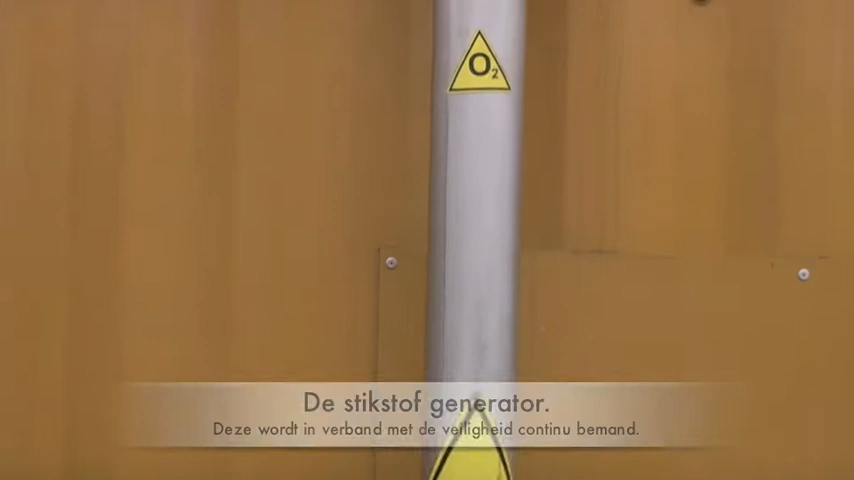 O2
De stikstof generator.
Deze wordt in verband met de veiligheid continu bemand.